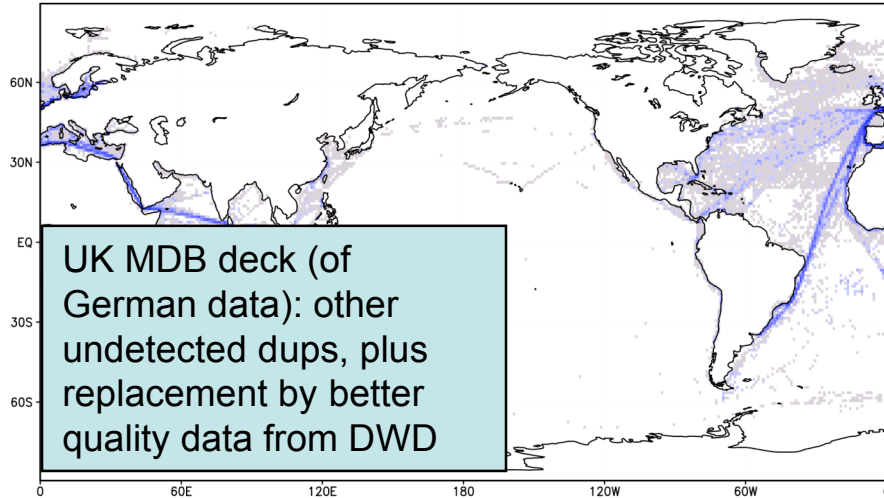 60N
30N
EQ
30S
60S
UK MDB deck (of
German data): other
undetected dups, plus
replacement by better
quality data from DWD
0
60E
120E
180
120W
60W
0